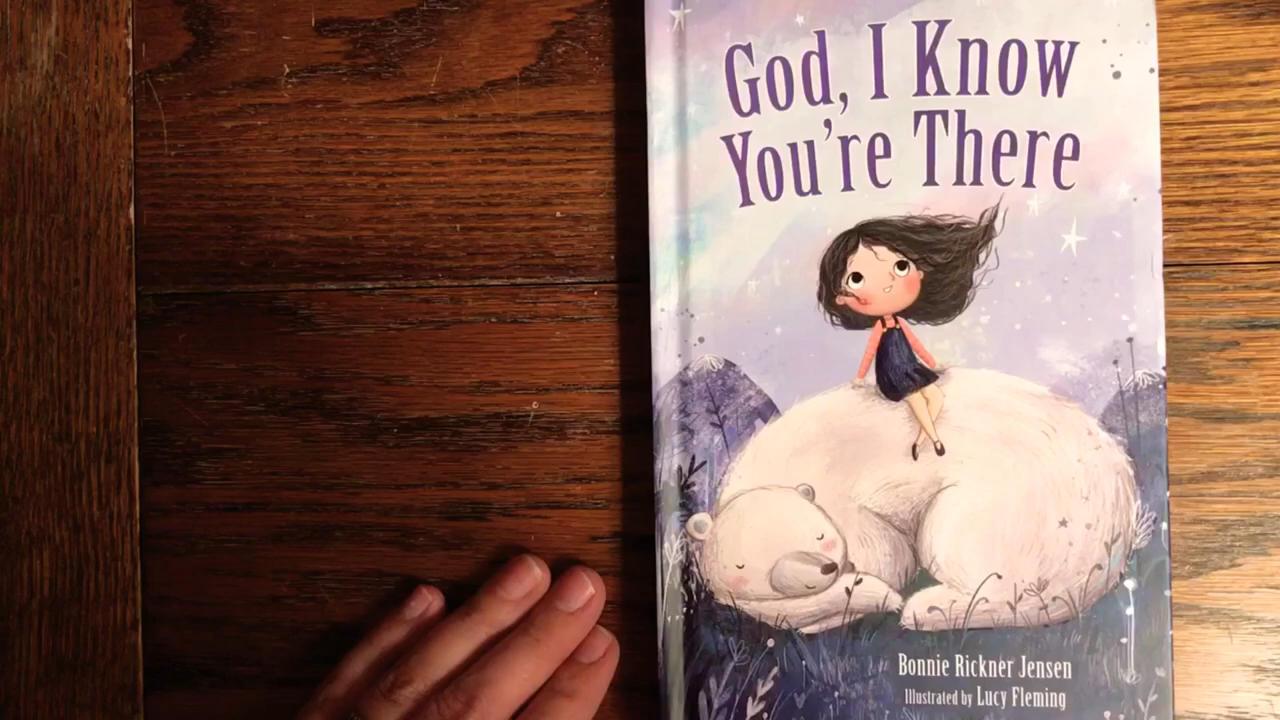 God, I Know
You're There
Bonnie Rickner Jensen
Illustrated by Lucy Fleming